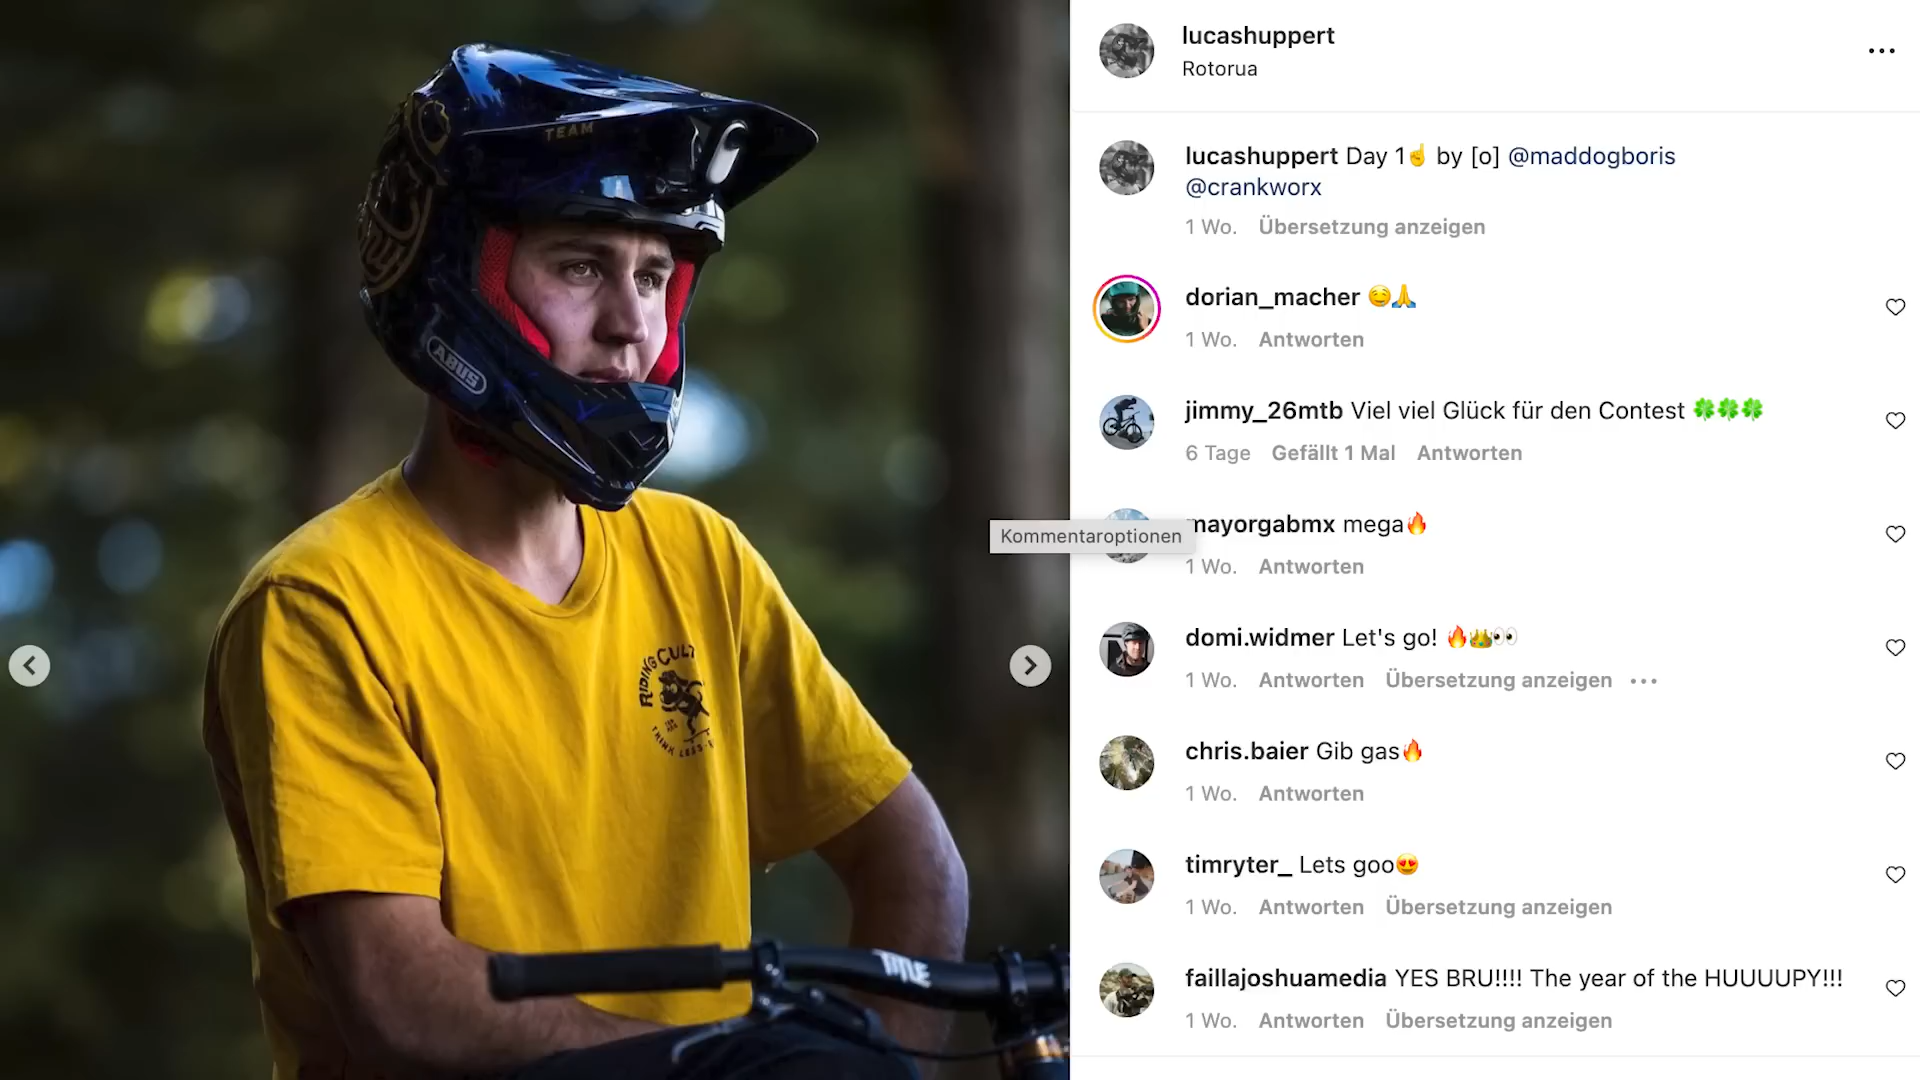 lucashuppert
Rotorua
lucashuppert Day 1☝ by [o] @maddogboris
@crankworx
1 Wo. Übersetzung anzeigen
dorian_macher 😌🙏
1 Wo. Antworten
jimmy_26mtb Viel viel Glück für den Contest 🍀🍀🍀
6 Tage Gefällt 1 Mal Antworten
mayorgabmx mega🔥
Kommentaroptionen
1 Wo. Antworten
domi.widmer Let's go! 🔥👑👀
1 Wo. Antworten Übersetzung anzeigen
chris.baier Gib gas🔥
1 Wo. Antworten
timryter_ Lets goo😍
1 Wo. Antworten Übersetzung anzeigen
faillajoshuamedia YES BRU!!!! The year of the HUUUUPY!!!
1 Wo. Antworten Übersetzung anzeigen
TEAM
ABUS
RIDING CULT
THINK LESS
TITLE